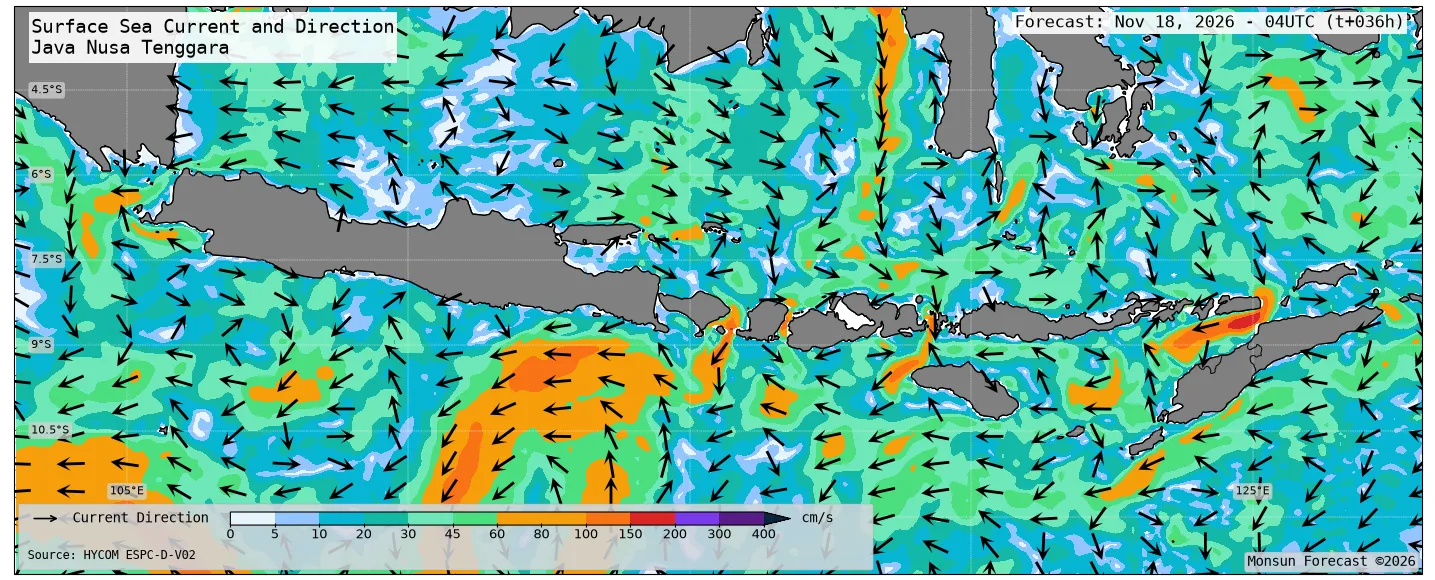 Surface Sea Current and Direction
Java Nusa Tenggara
Forecast: Nov 18, 2026 - 04UTC (t+036h)
4.5°S
6°S
7.5°S
9°S
10.5°S
105°E
125°E
Current Direction
0 5 10 20 30 45 60 80 100 150 200 300 400 cm/s
Source: HYCOM ESPC-D-V02
Monsun Forecast ©2026